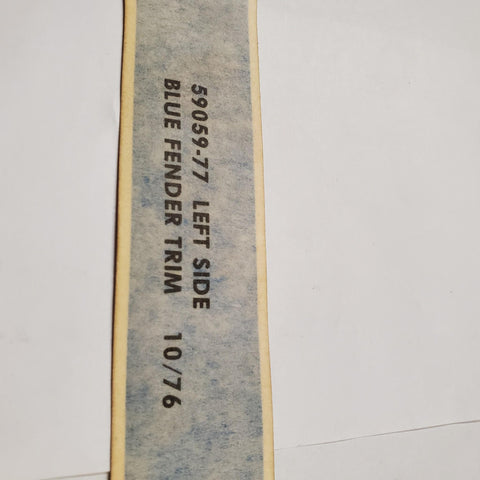 59059-77 LEFT SIDE
BLUE FENDER TRIM 10/76